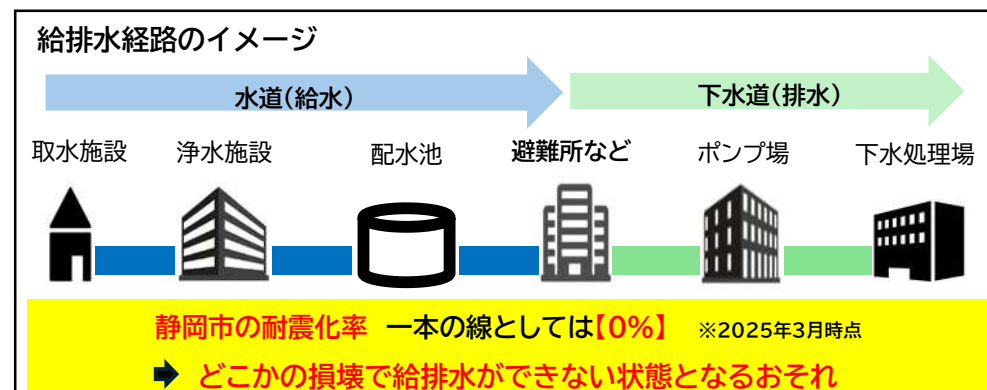 給排水経路のイメージ
水道(給水) 下水道(排水)
取水施設 浄水施設 配水池 避難所など ポンプ場 下水処理場
静岡市の耐震化率 一本の線としては【0%】 ※2025年3月時点
➡ どこかの損壊で給排水ができない状態となるおそれ